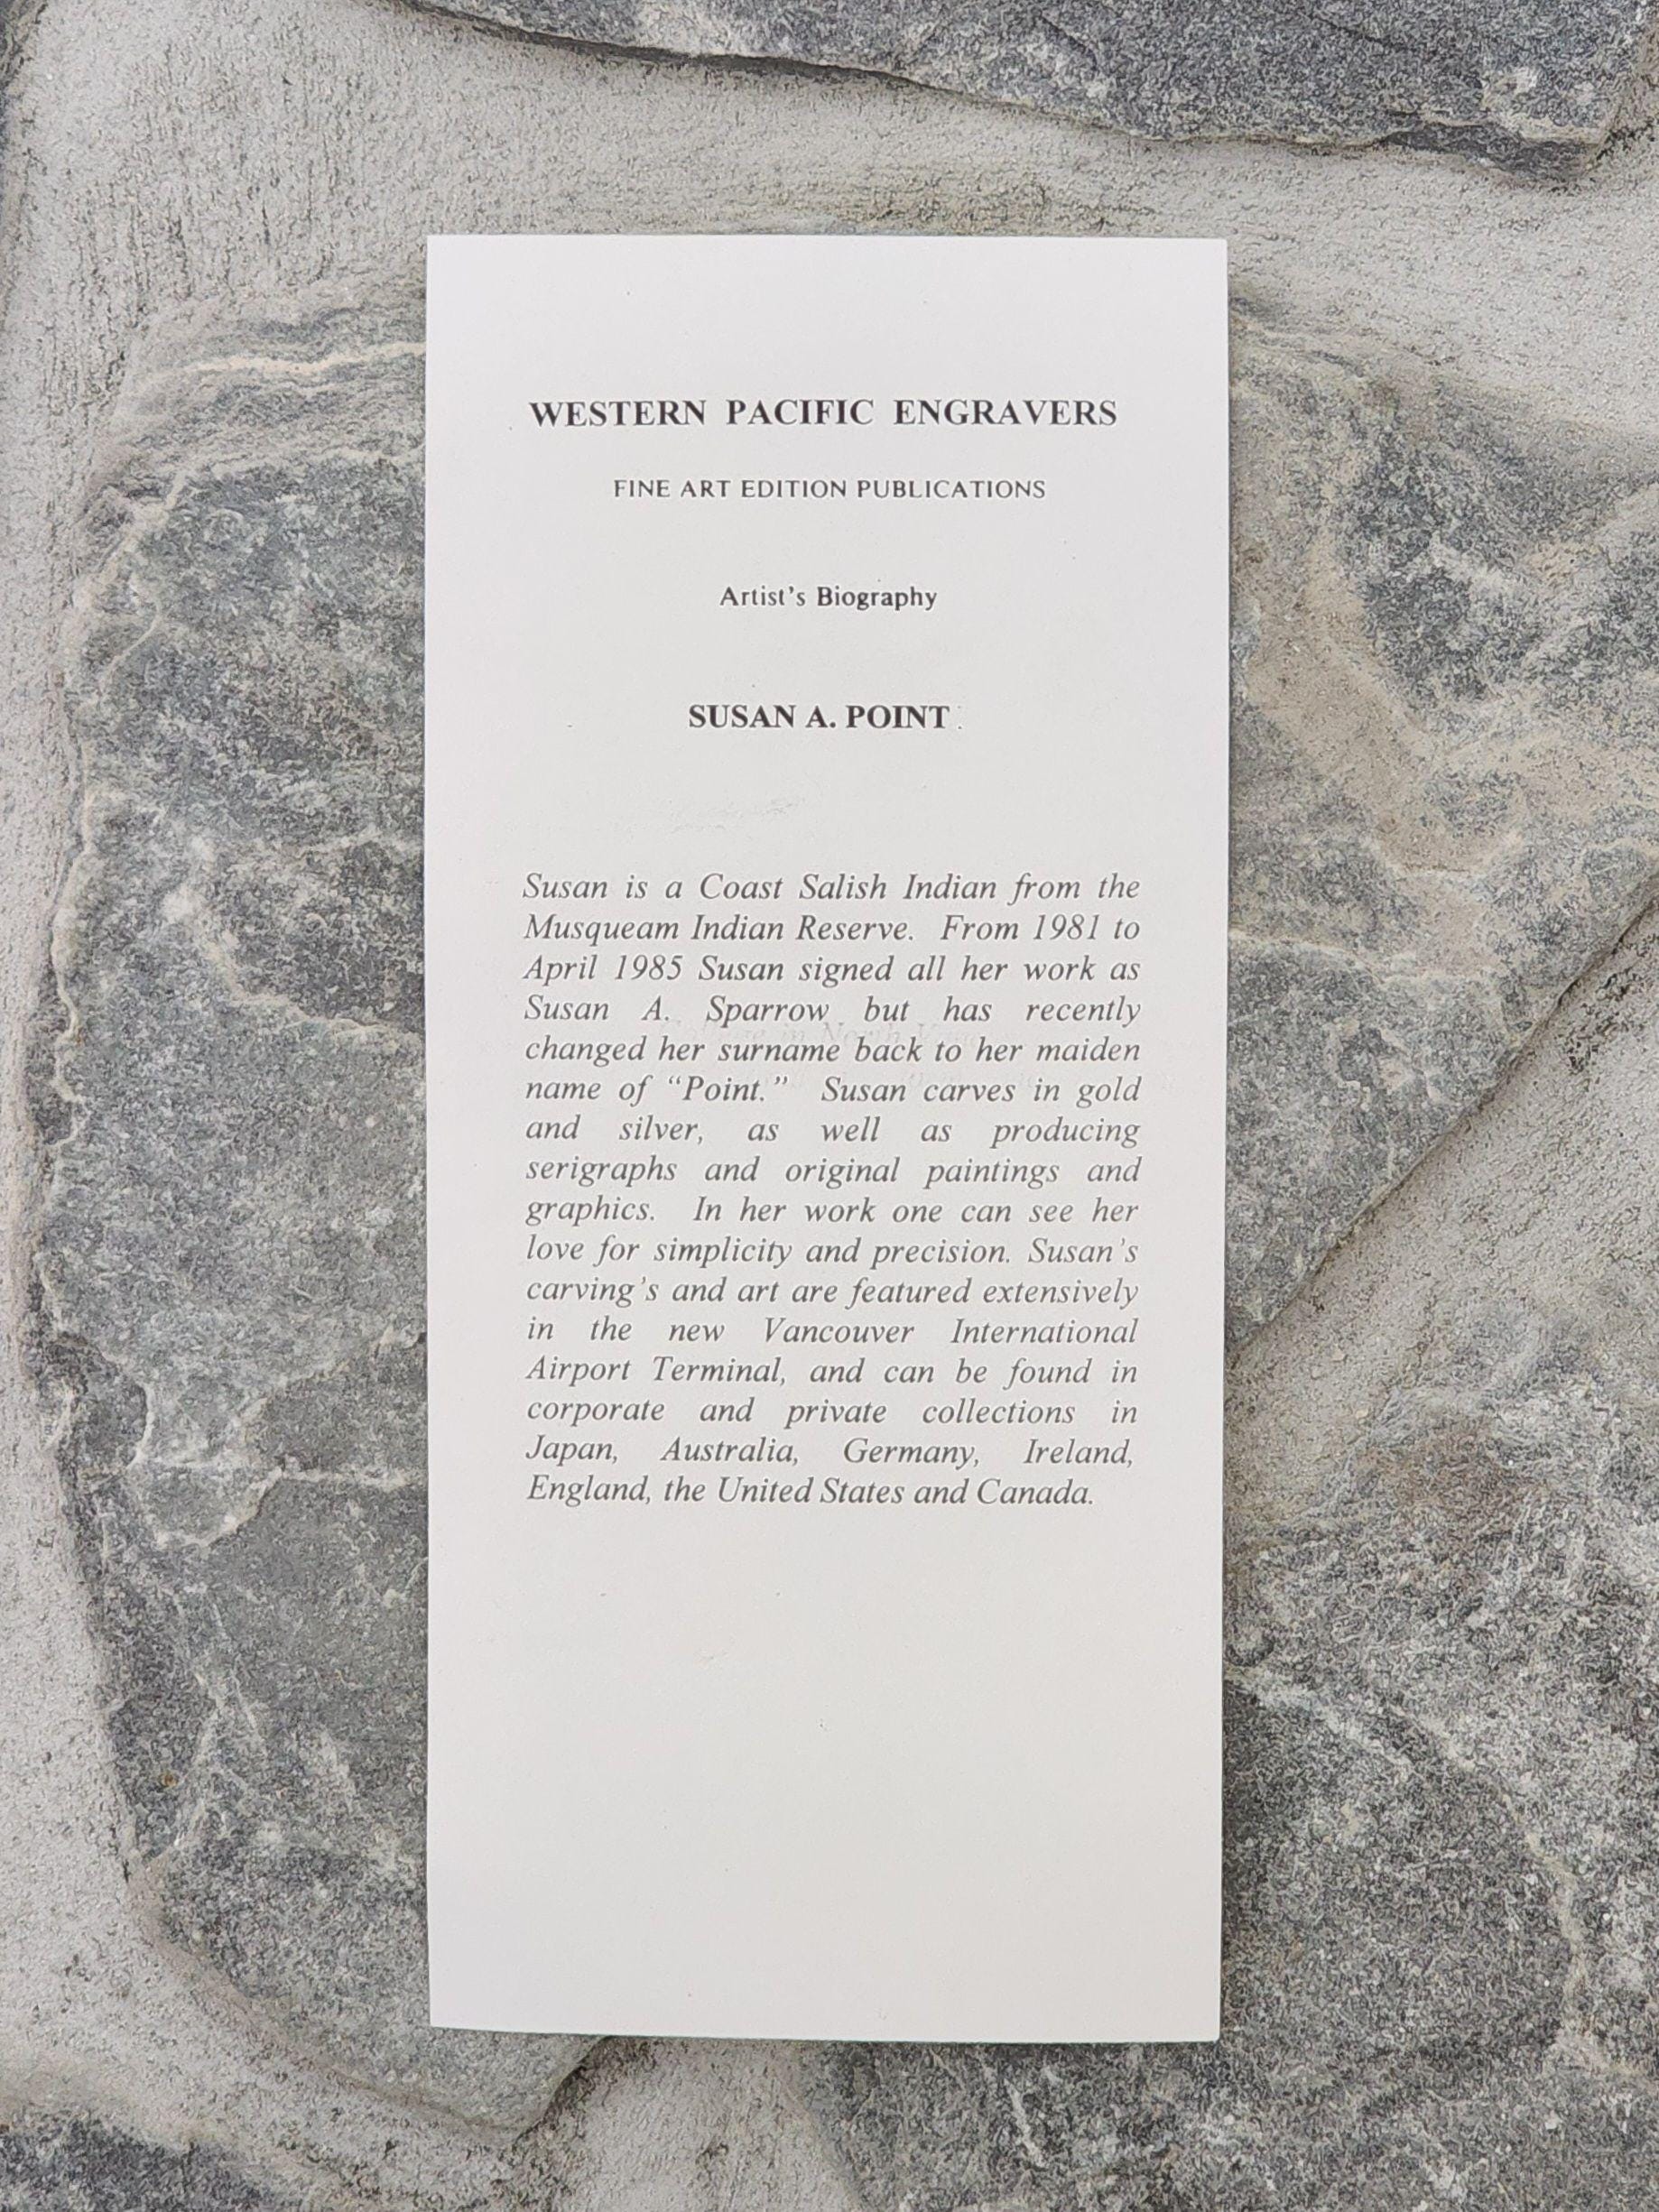 WESTERN PACIFIC ENGRAVERS
FINE ART EDITION PUBLICATIONS
Artist's Biography
SUSAN A. POINT
Susan is a Coast Salish Indian from the
Musqueam Indian Reserve. From 1981 to
April 1985 Susan signed all her work as
Susan A. Sparrow but has recently
changed her surname back to her maiden
name of “Point.” Susan carves in gold
and silver, as well as producing
serigraphs and original paintings and
graphics. In her work one can see her
love for simplicity and precision. Susan's
carving's and art are featured extensively
in the new Vancouver International
Airport Terminal, and can be found in
corporate and private collections in
Japan, Australia, Germany, Ireland,
England, the United States and Canada.